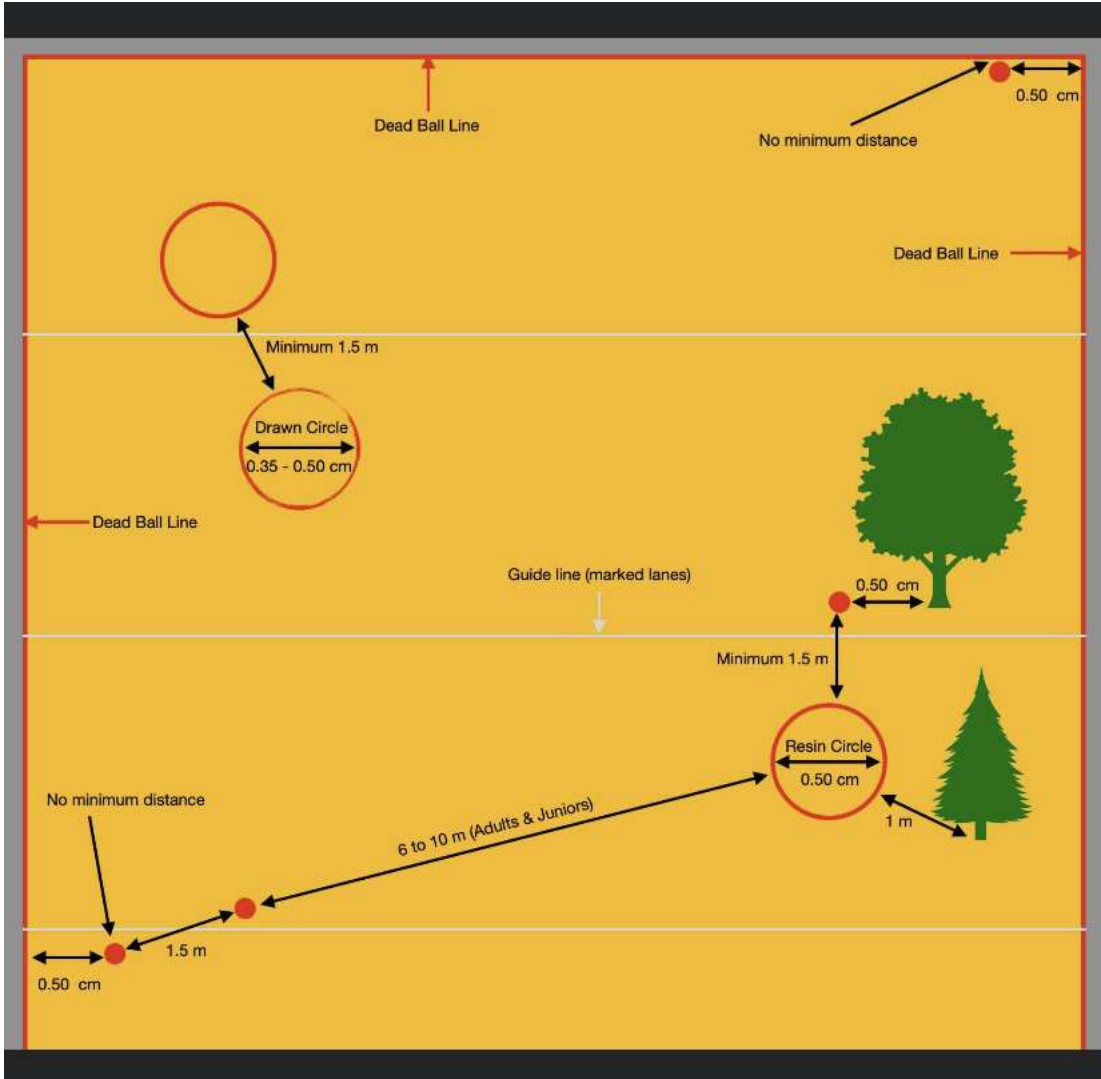 0.50 cm
Dead Ball Line
No minimum distance
Dead Ball Line
Minimum 1.5 m
Drawn Circle
0.35 - 0.50 cm
Dead Ball Line
Guide line (marked lanes)
0.50 cm
Minimum 1.5 m
Resin Circle
0.50 cm
No minimum distance
6 to 10 m (Adults & Juniors)
1 m
1.5 m
0.50 cm